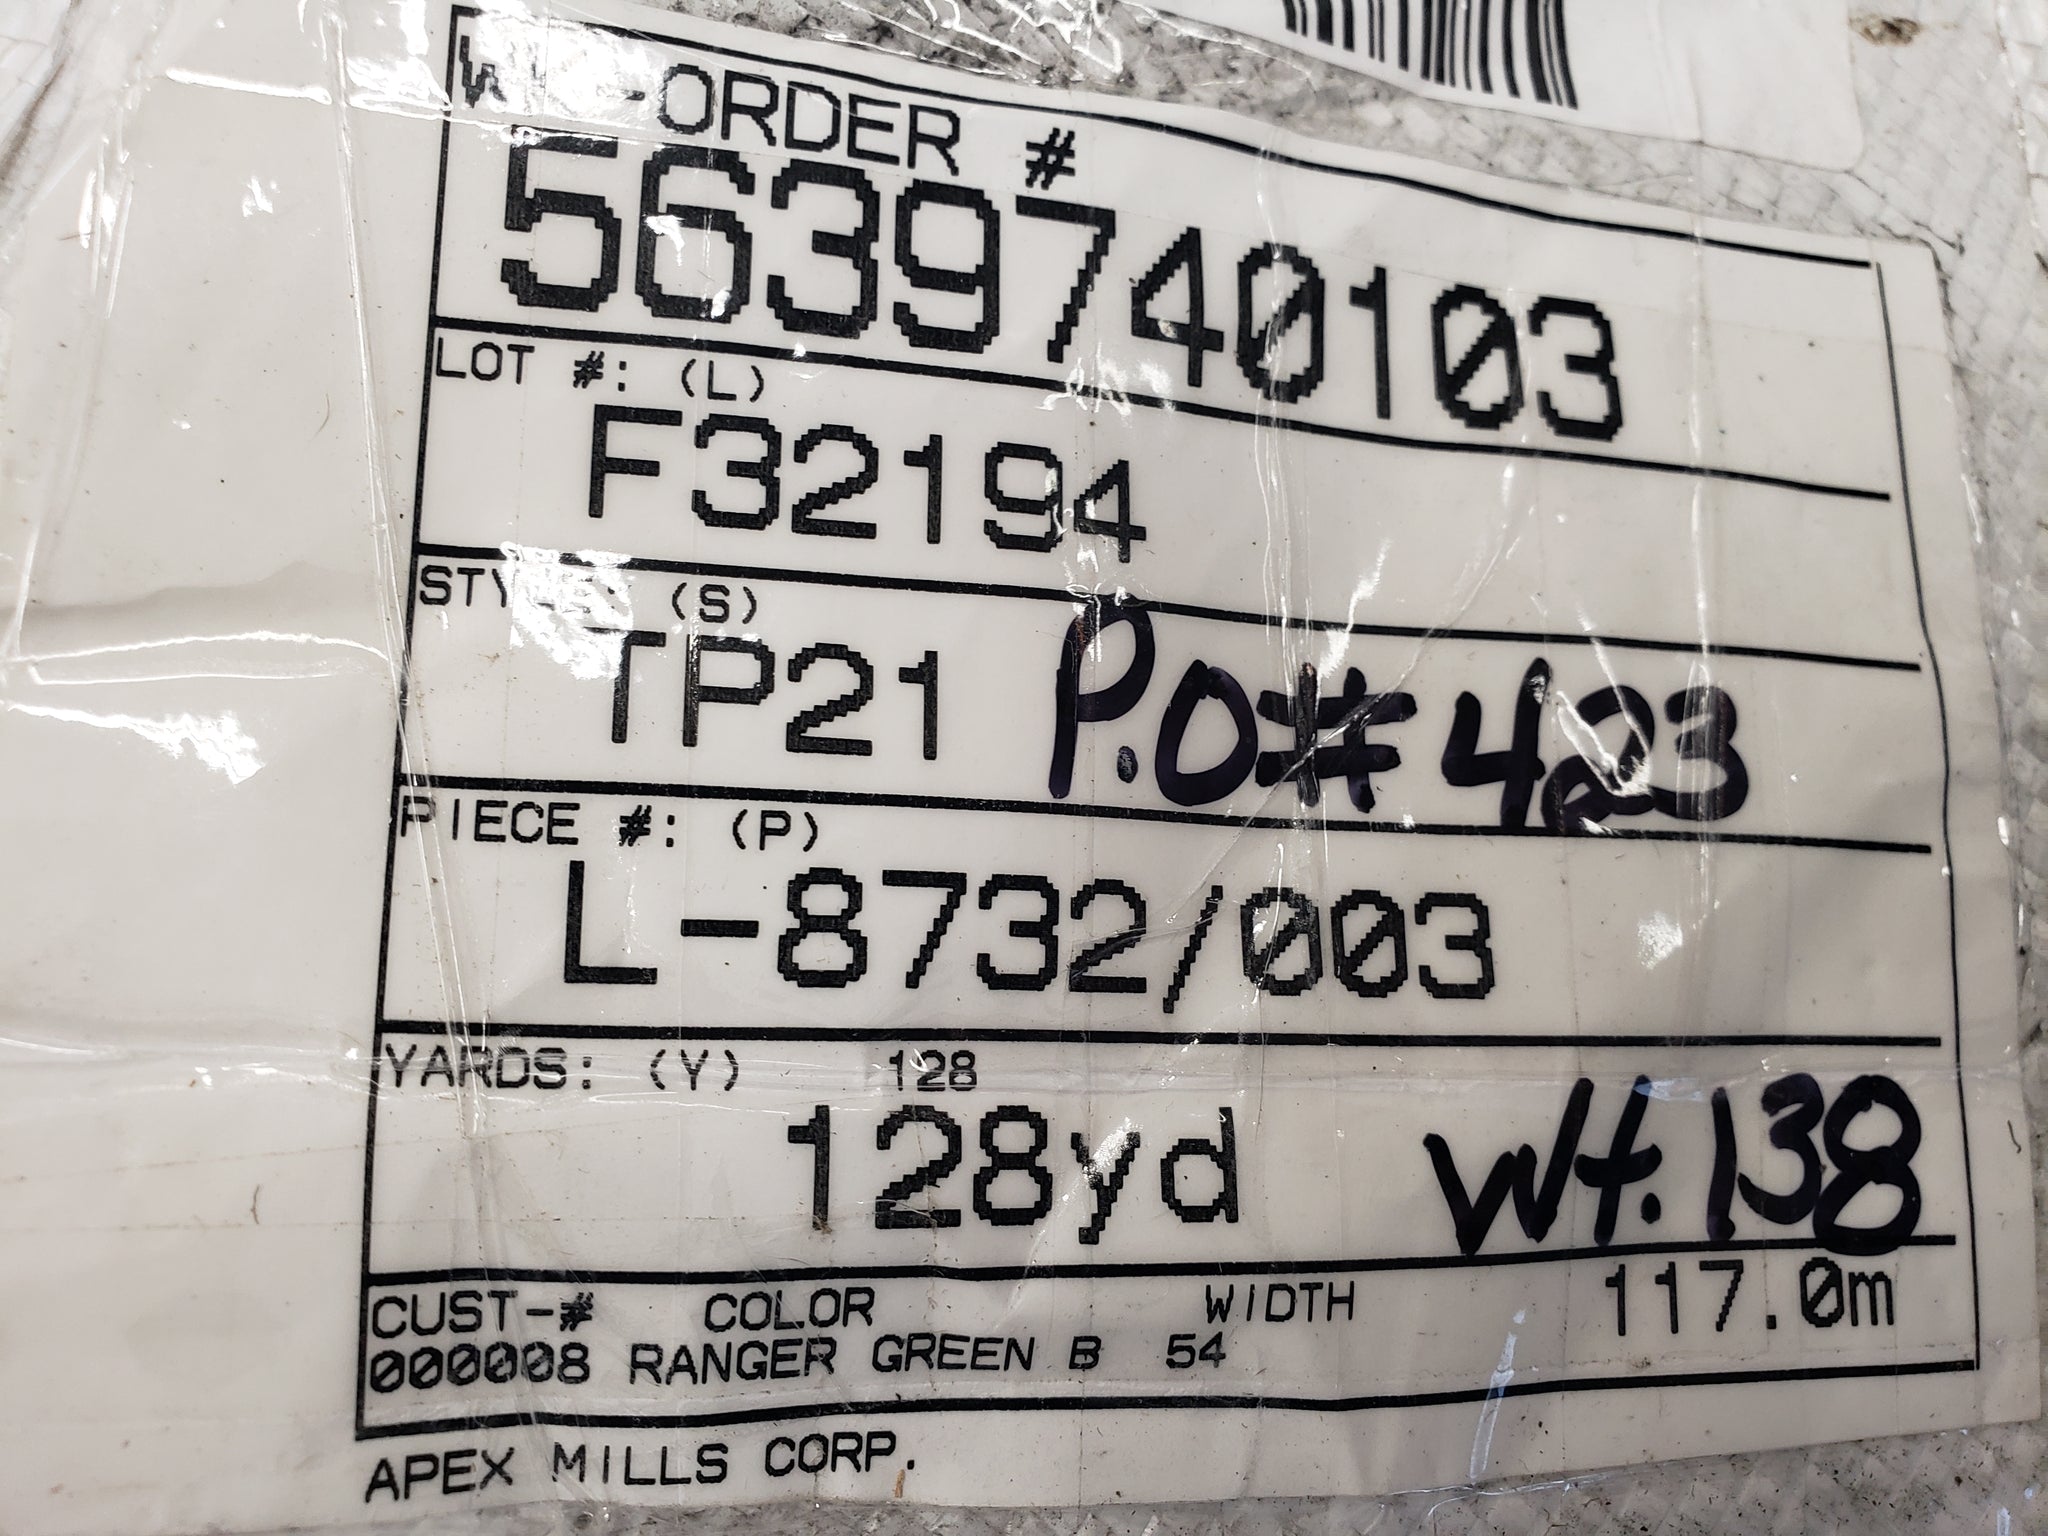 -ORDER #
5639740103
LOT #: (L)
F32194
STYLE: (S)
TP21 P.O# 423
PIECE #: (P)
L-8732/003
YARDS: (Y) 128
128yd Wt. 138
CUST-# COLOR WIDTH 117.0m
000008 RANGER GREEN B 54
APEX MILLS CORP.